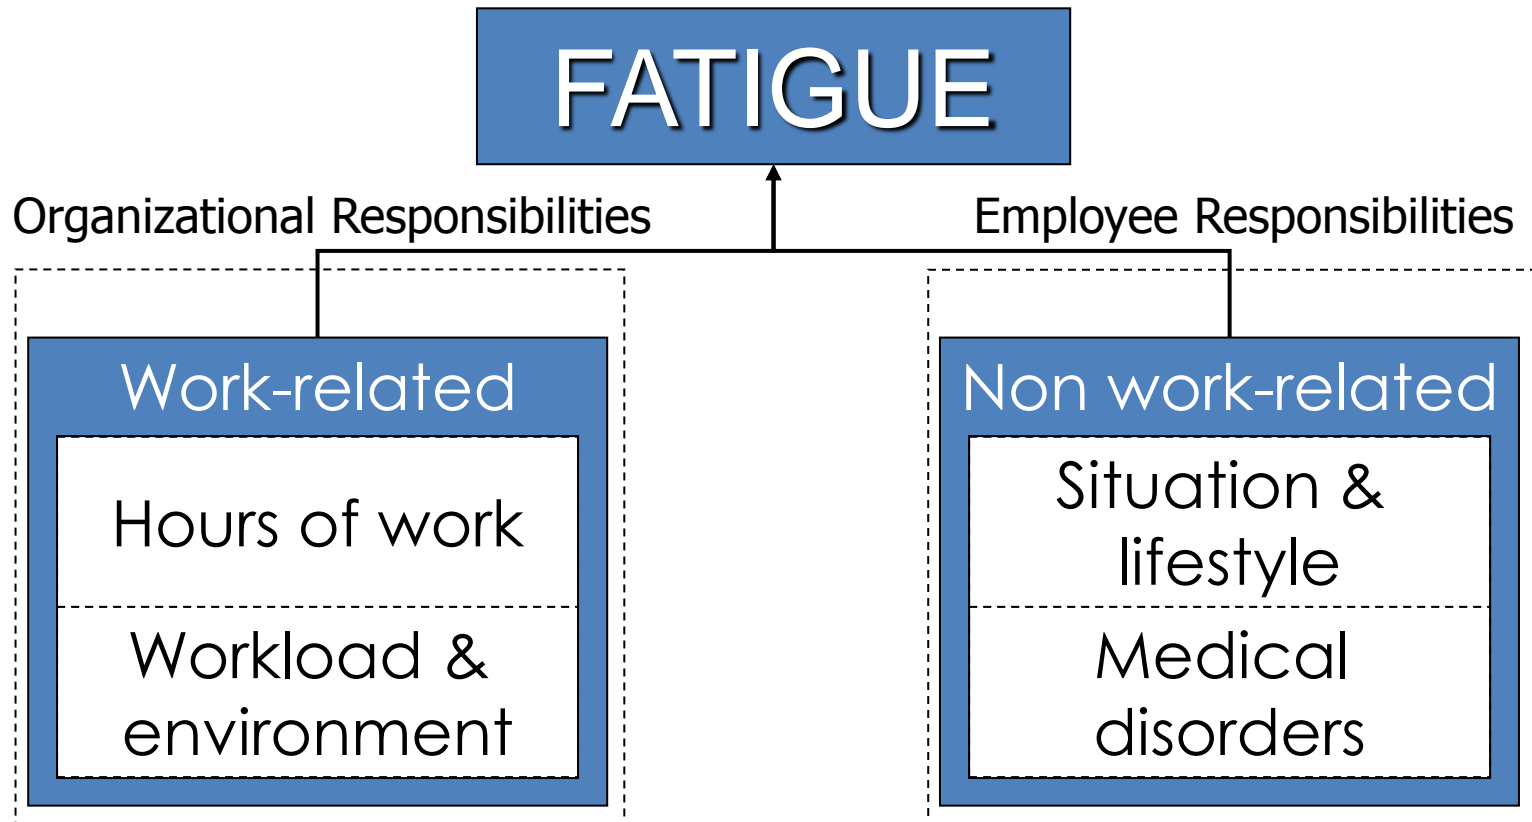 FATIGUE
Organizational Responsibilities
Employee Responsibilities
Work-related
Hours of work
Workload &
environment
Non work-related
Situation &
lifestyle
Medical
disorders